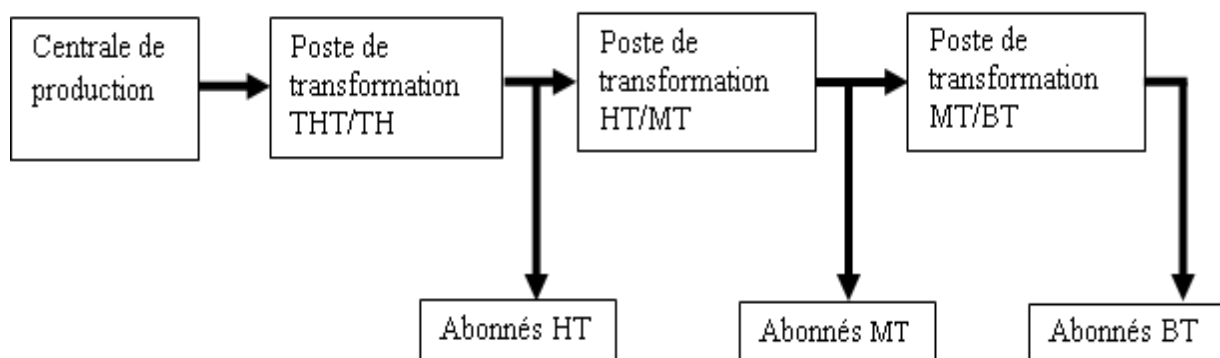 Centrale de
production
Poste de
transformation
THT/TH
Poste de
transformation
HT/MT
Poste de
transformation
MT/BT
Abonnés HT
Abonnés MT
Abonnés BT